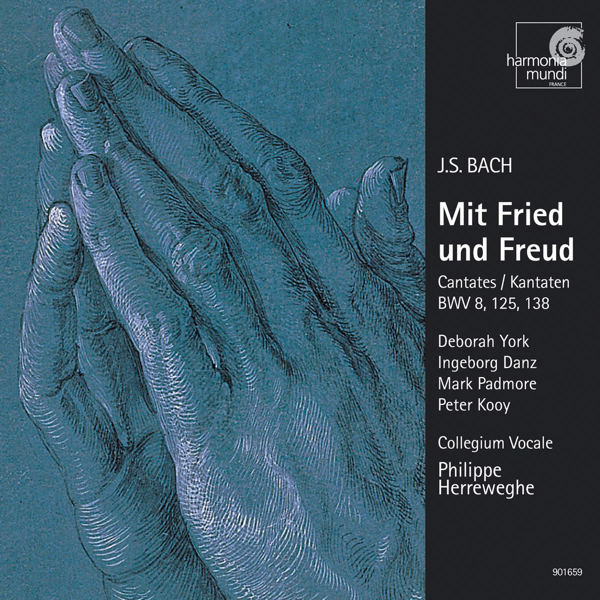 harmonia
mundi
FRANCE
J.S. BACH
Mit Fried
und Freud
Cantates / Kantaten
BWV 8, 125, 138
Deborah York
Ingeborg Danz
Mark Padmore
Peter Kooy
Collegium Vocale
Philippe
Herreweghe
901659